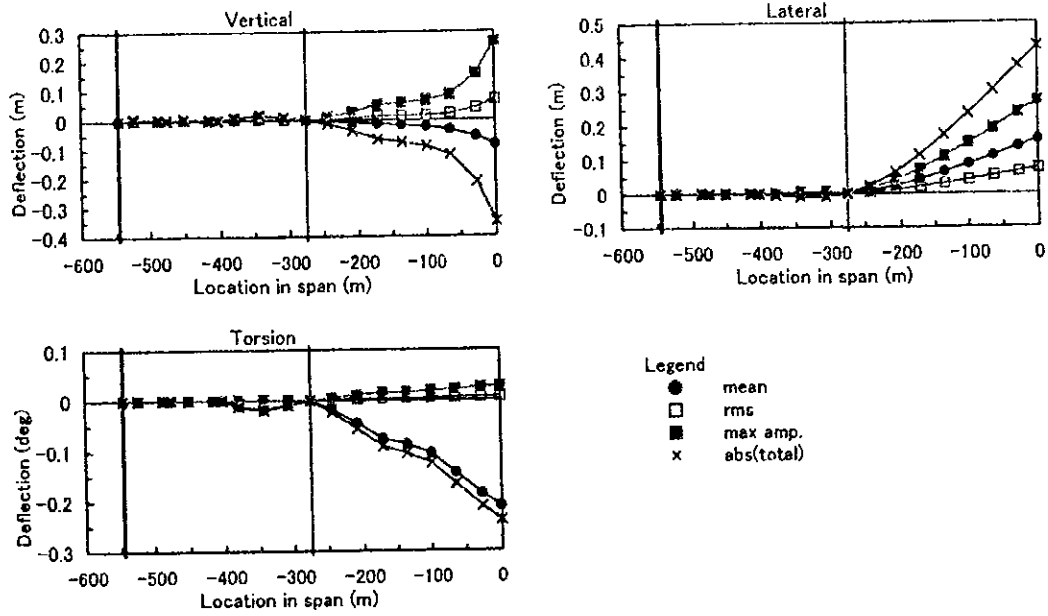 Vertical
0.3
0.2
0.1
0
-0.1
-0.2
-0.3
-0.4
Deflection (m)
-600 -500 -400 -300 -200 -100 0
Location in span (m)
Lateral
0.5
0.4
0.3
0.2
0.1
0
-0.1
Deflection (m)
-600 -500 -400 -300 -200 -100 0
Location in span (m)
Torsion
0.1
0
-0.1
-0.2
-0.3
Deflection (deg)
-600 -500 -400 -300 -200 -100 0
Location in span (m)
Legend
mean
rms
max amp.
abs(total)